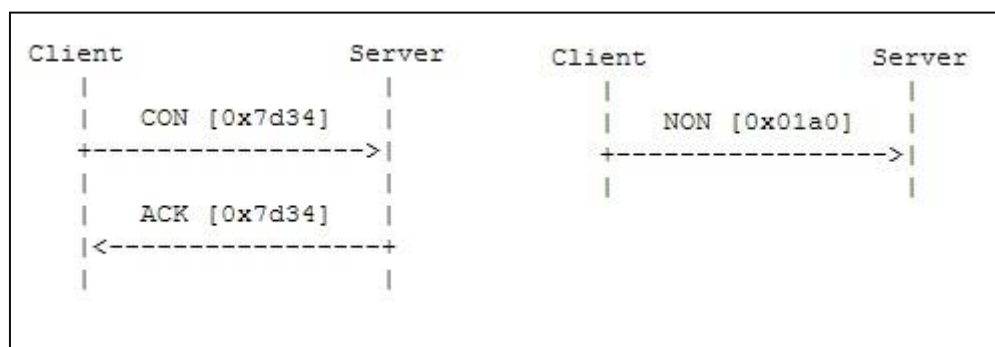 Client Server
CON [0x7d34]
ACK [0x7d34]
Client Server
NON [0x01a0]